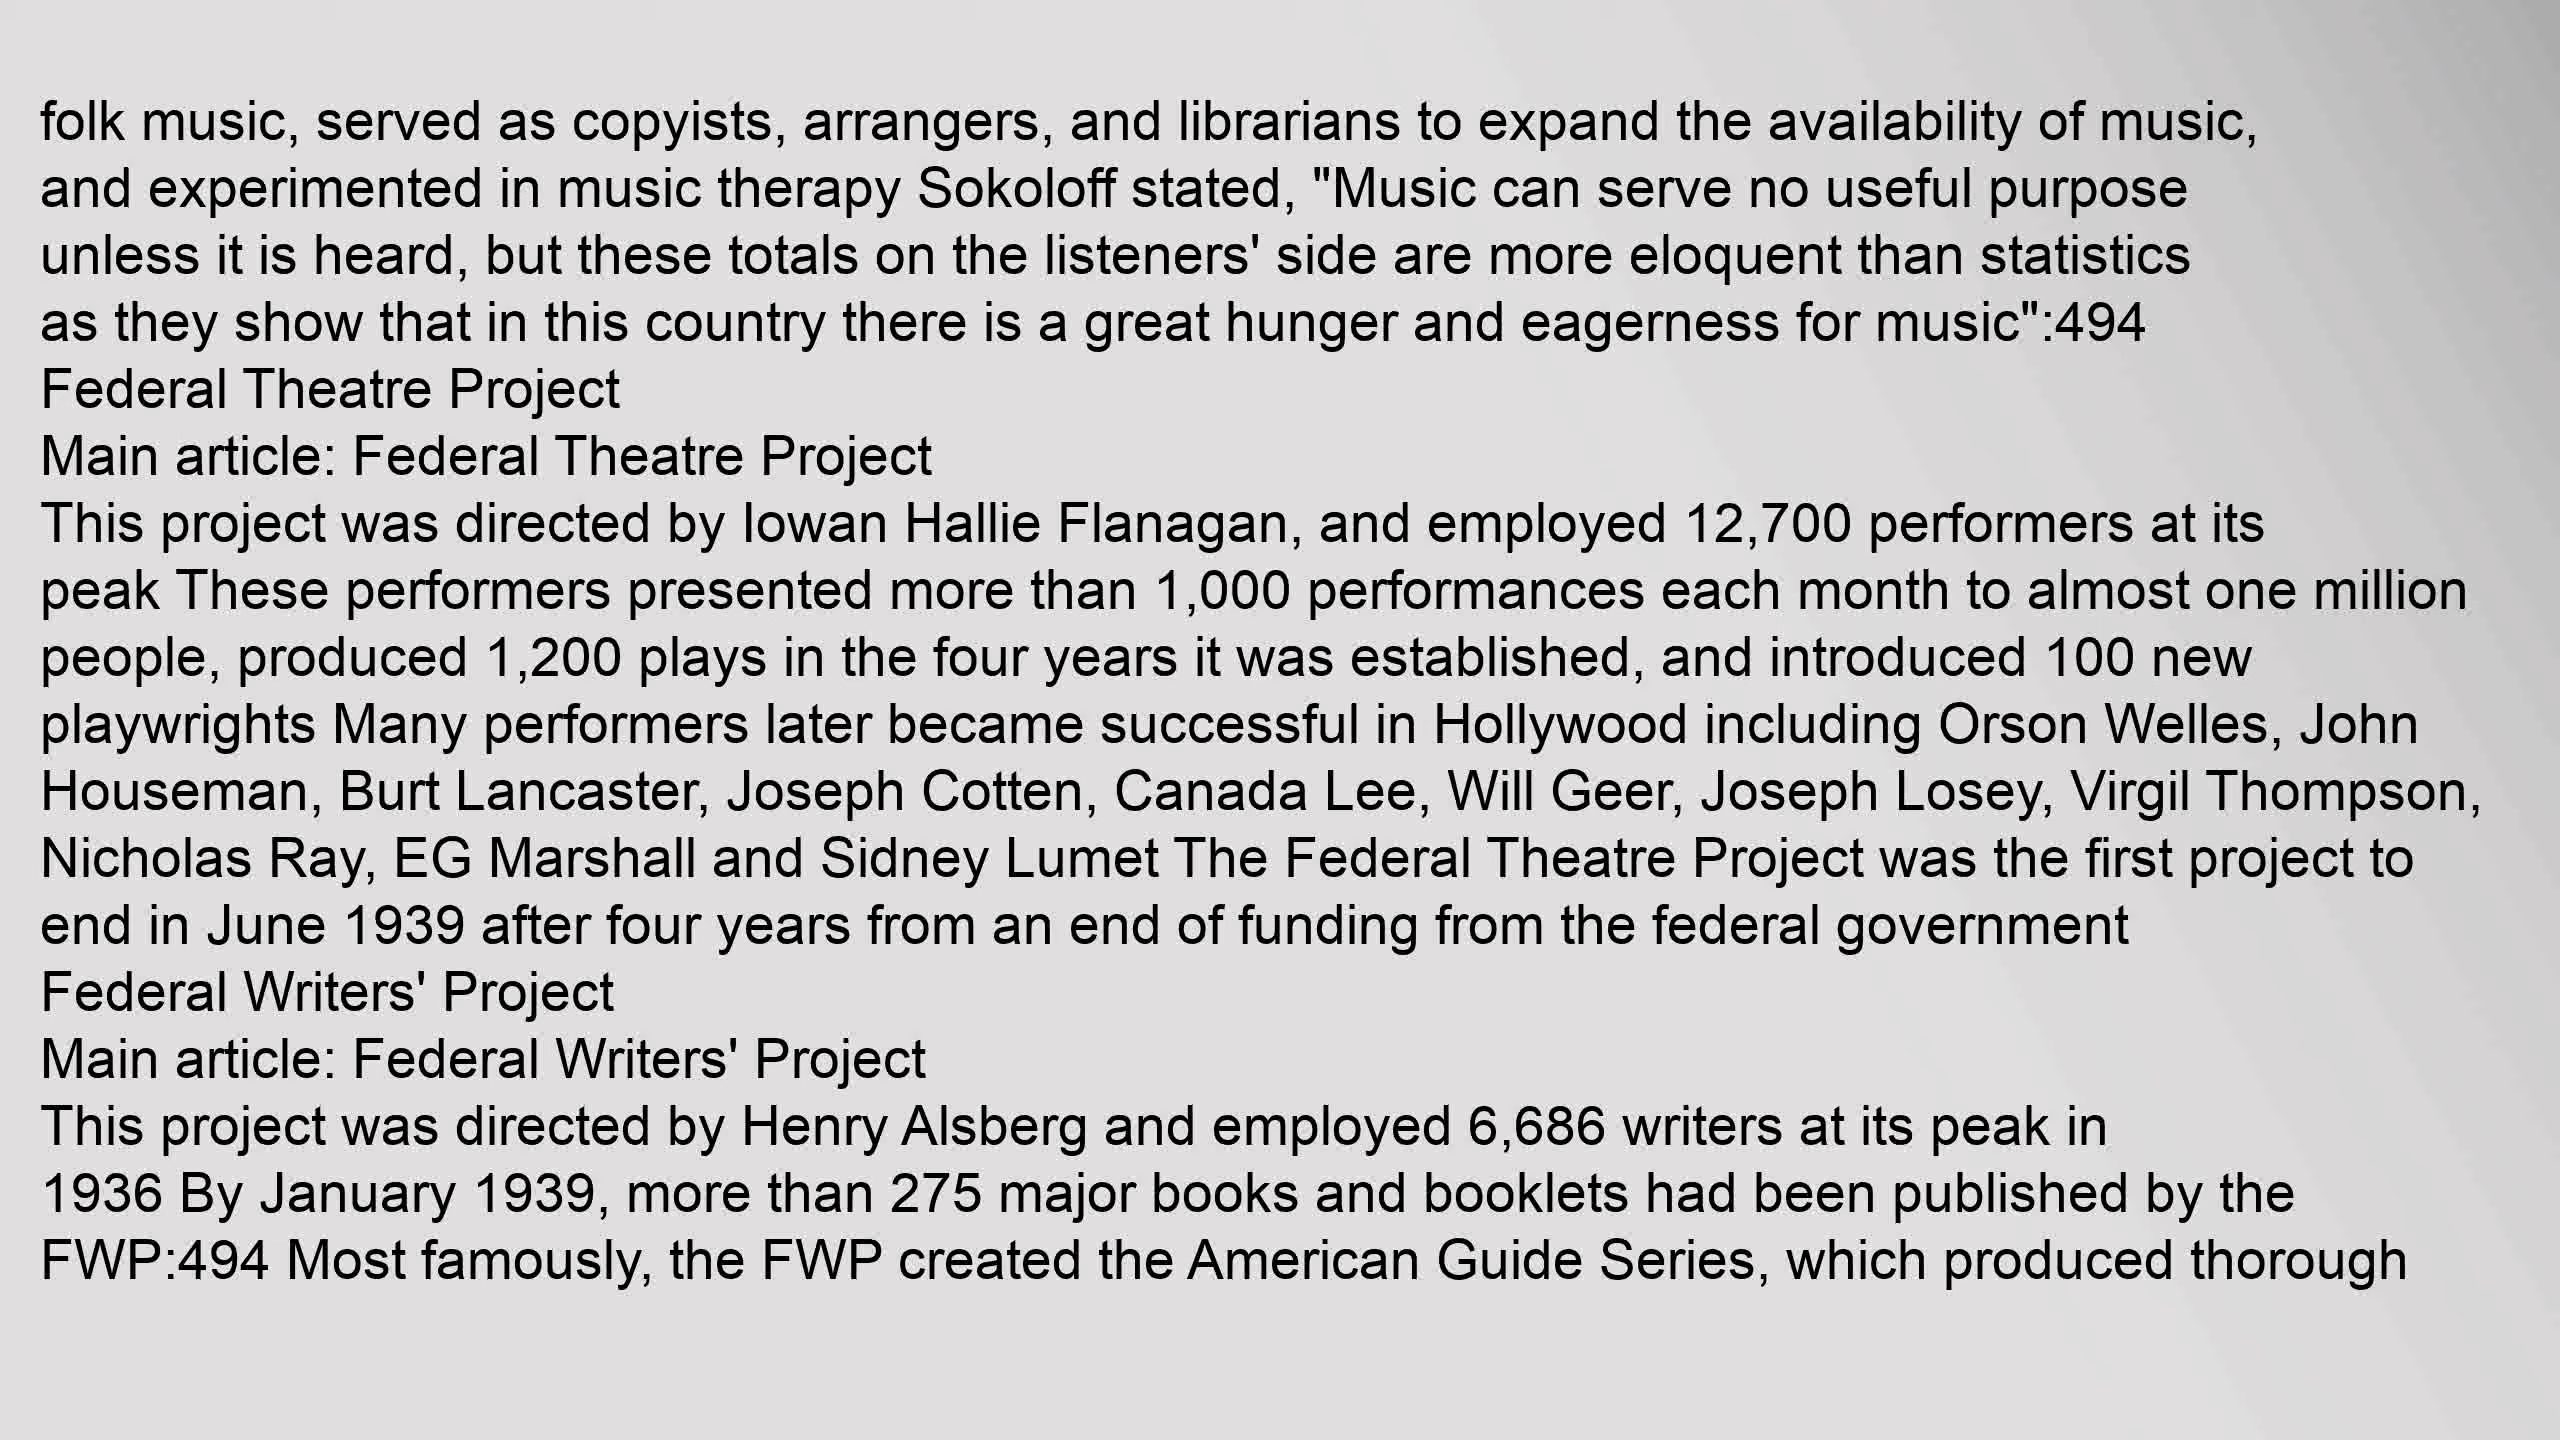 folk music, served as copyists, arrangers, and librarians to expand the availability of music,
and experimented in music therapy Sokoloff stated, "Music can serve no useful purpose
unless it is heard, but these totals on the listeners' side are more eloquent than statistics
as they show that in this country there is a great hunger and eagerness for music":494
Federal Theatre Project
Main article: Federal Theatre Project
This project was directed by Iowan Hallie Flanagan, and employed 12,700 performers at its
peak These performers presented more than 1,000 performances each month to almost one million
people, produced 1,200 plays in the four years it was established, and introduced 100 new
playwrights Many performers later became successful in Hollywood including Orson Welles, John
Houseman, Burt Lancaster, Joseph Cotten, Canada Lee, Will Geer, Joseph Losey, Virgil Thompson,
Nicholas Ray, EG Marshall and Sidney Lumet The Federal Theatre Project was the first project to
end in June 1939 after four years from an end of funding from the federal government
Federal Writers' Project
Main article: Federal Writers' Project
This project was directed by Henry Alsberg and employed 6,686 writers at its peak in
1936 By January 1939, more than 275 major books and booklets had been published by the
FWP:494 Most famously, the FWP created the American Guide Series, which produced thorough